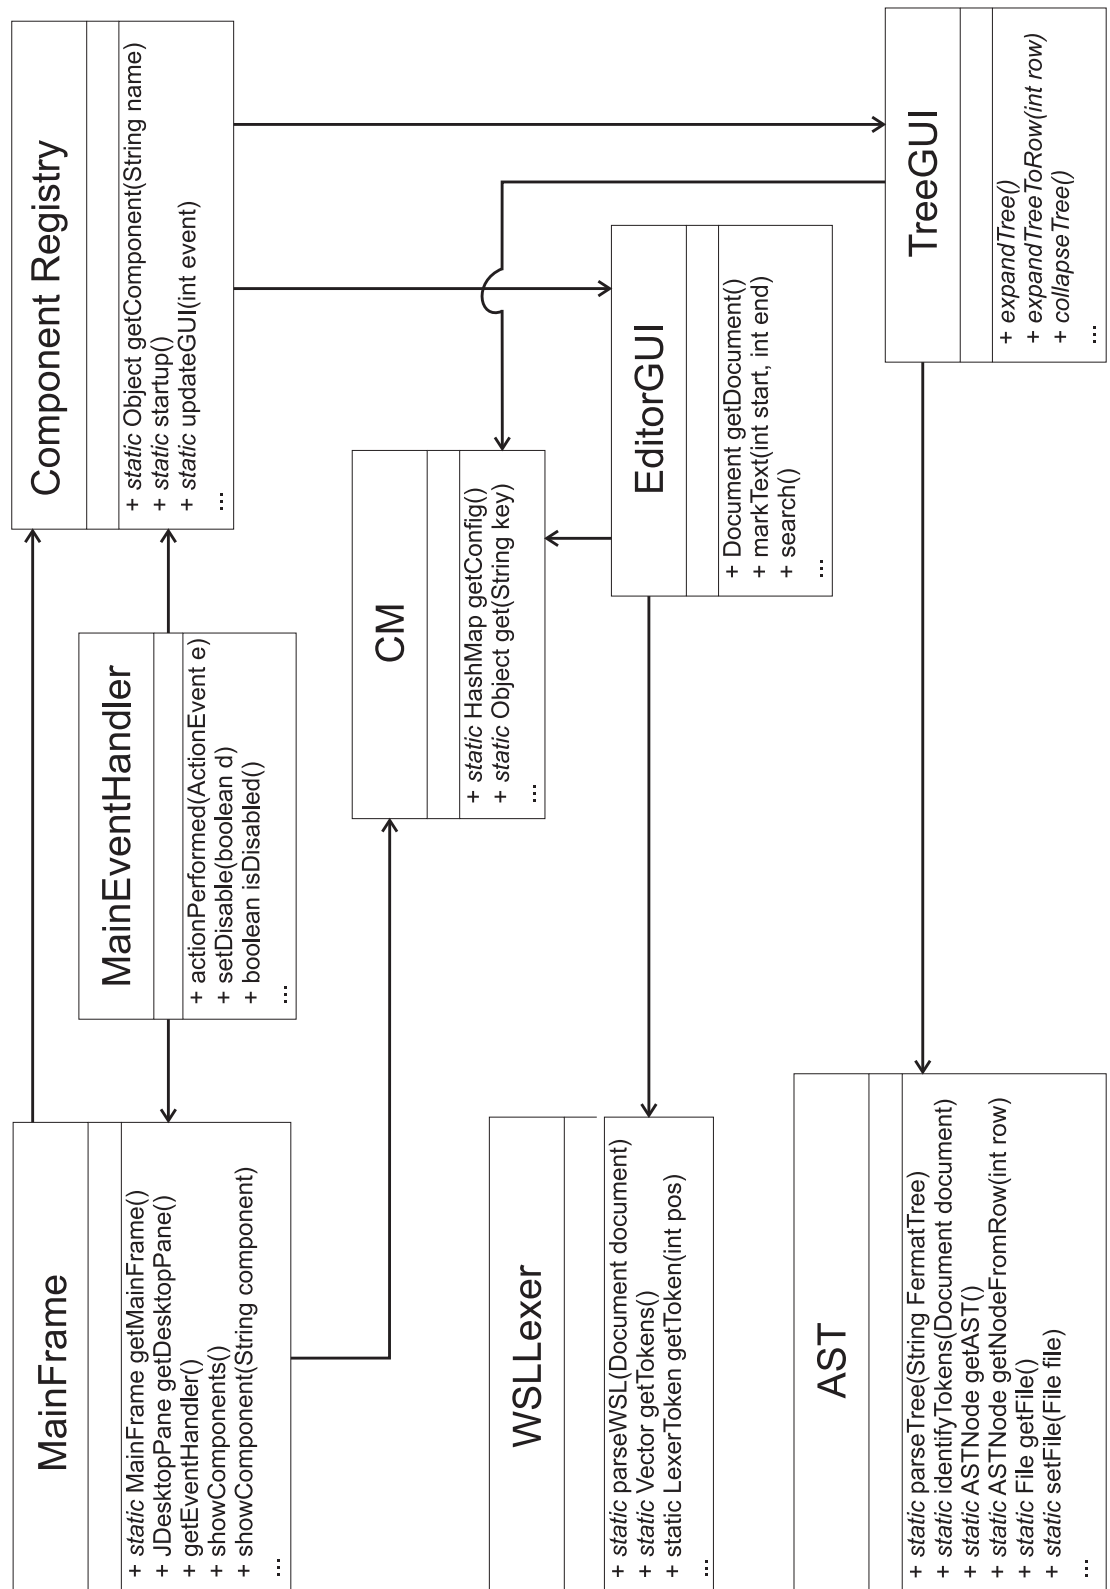 MainFrame
+ static MainFrame getMainFrame()
+ JDesktopPane getDesktopPane()
+ getEventHandler()
+ showComponents()
+ showComponent(String component)
...
MainEventHandler
+ actionPerformed(ActionEvent e)
+ setDisable(boolean d)
+ boolean isDisabled()
...
Component Registry
+ static Object getComponent(String name)
+ static startup()
+ static updateGUI(int event)
...
CM
+ static HashMap getConfig()
+ static Object get(String key)
...
WSLLexer
+ static parseWSL(Document document)
+ static Vector getTokens()
+ static LexerToken getToken(int pos)
...
EditorGUI
+ Document getDocument()
+ markText(int start, int end)
+ search()
...
AST
+ static parseTree(String FermatTree)
+ static identifyTokens(Document document)
+ static ASTNode getAST()
+ static ASTNode getNodeFromRow(int row)
+ static File getFile()
+ static setFile(File file)
...
TreeGUI
+ expandTree()
+ expandTreeToRow(int row)
+ collapseTree()
...